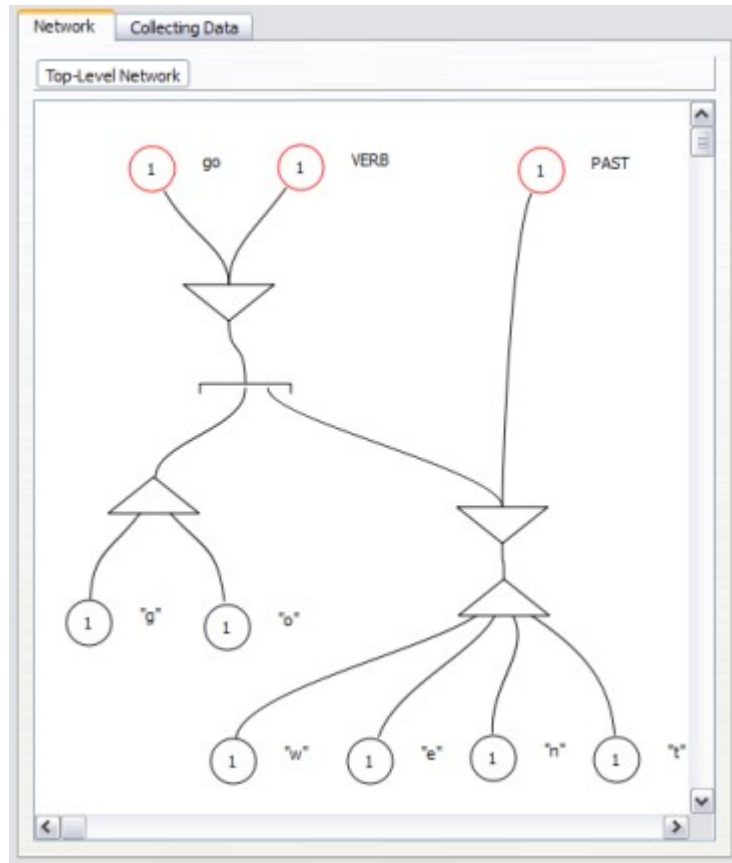 Network Collecting Data
Top-Level Network
1 go 1 VERB 1 PAST
1 "g" 1 "o"
1 "w" 1 "e" 1 "n" 1 "t"